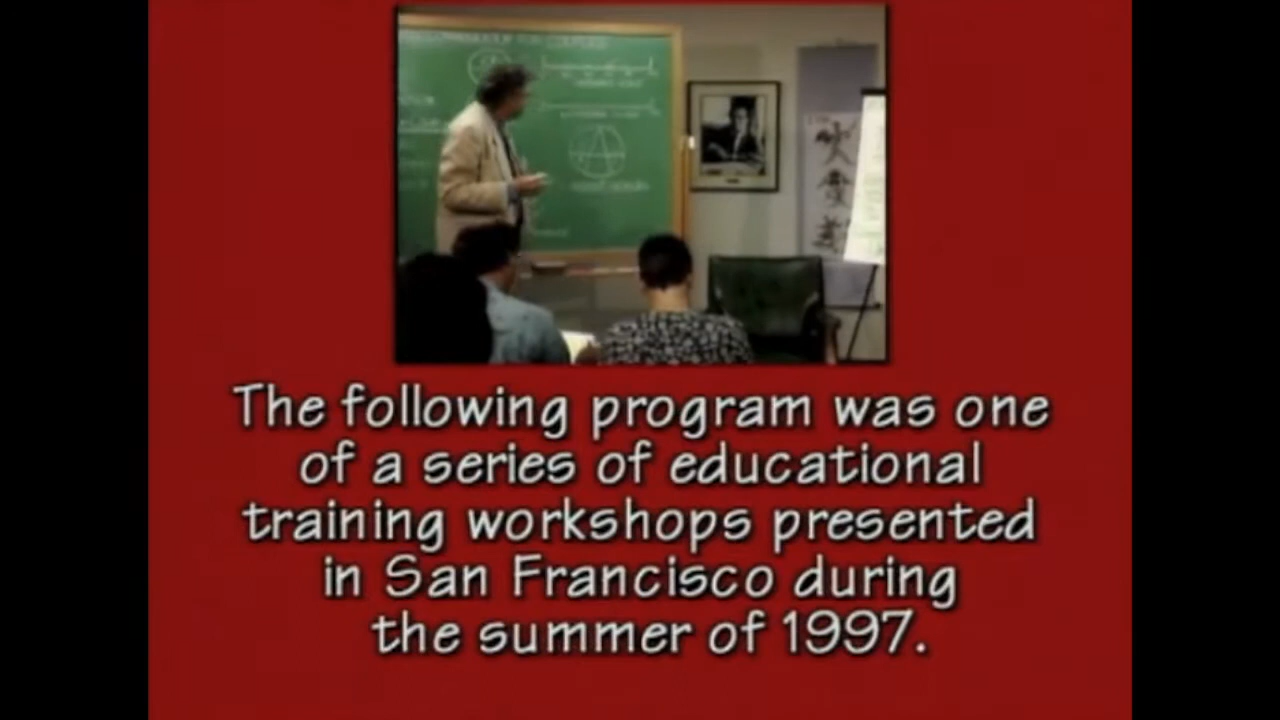 The following program was one
of a series of educational
training workshops presented
in San Francisco during
the summer of 1997.